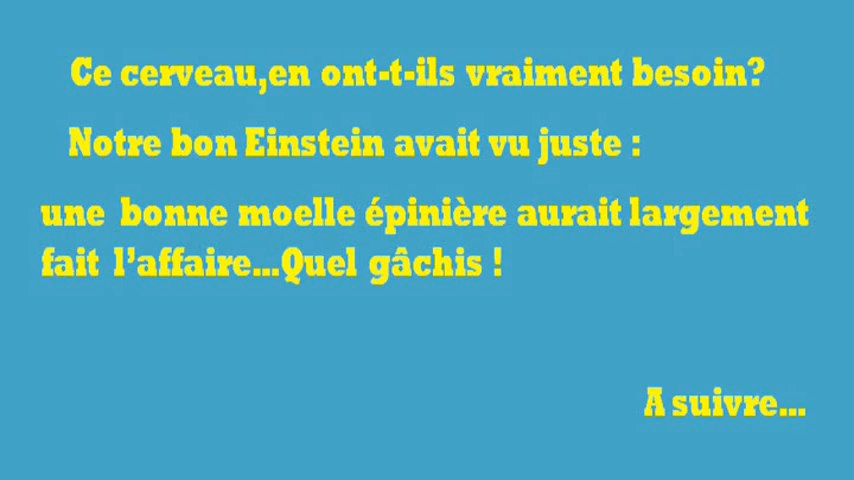 Ce cerveau,en ont-t-ils vraiment besoin?
Notre bon Einstein avait vu juste :
une bonne moelle épinière aurait largement
fait l'affaire...Quel gâchis !
A suivre...